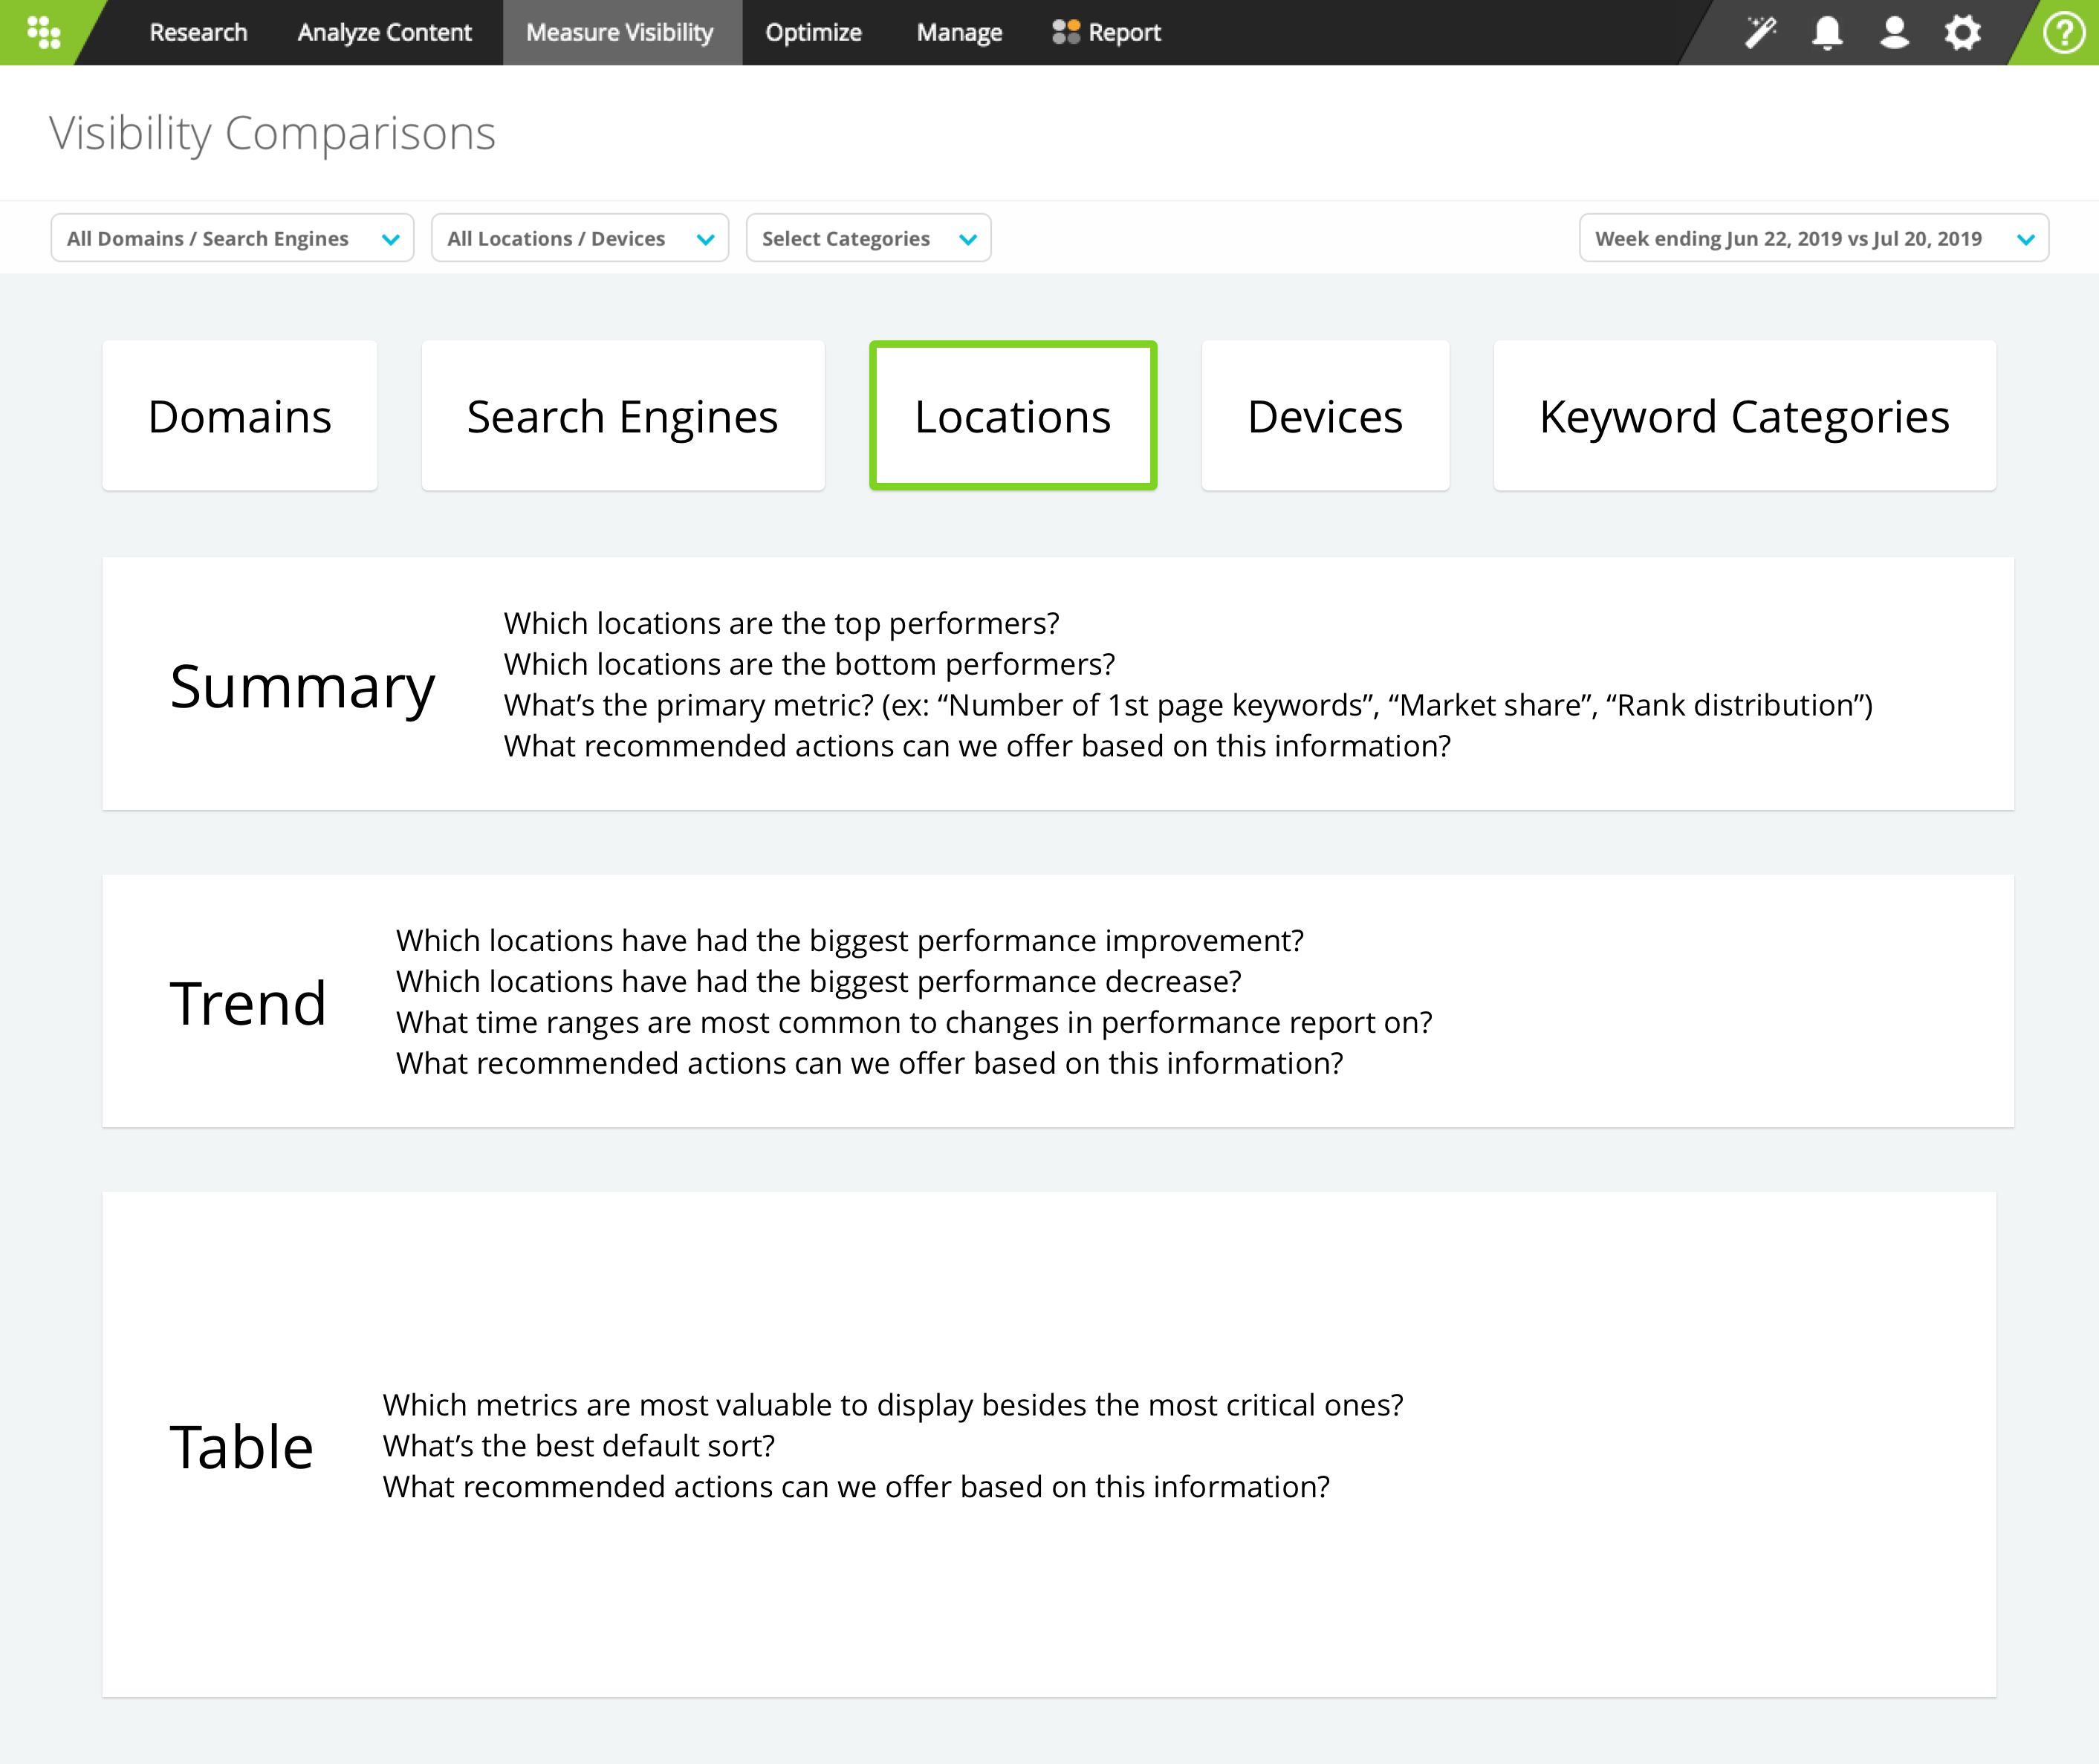 Research Analyze Content Measure Visibility Optimize Manage Report ?
Visibility Comparisons
All Domains / Search Engines All Locations / Devices Select Categories Week ending Jun 22, 2019 vs Jul 20, 2019
Domains Search Engines Locations Devices Keyword Categories
Summary
Which locations are the top performers?
Which locations are the bottom performers?
What’s the primary metric? (ex: “Number of 1st page keywords”, “Market share”, “Rank distribution”)
What recommended actions can we offer based on this information?
Trend
Which locations have had the biggest performance improvement?
Which locations have had the biggest performance decrease?
What time ranges are most common to changes in performance report on?
What recommended actions can we offer based on this information?
Table
Which metrics are most valuable to display besides the most critical ones?
What’s the best default sort?
What recommended actions can we offer based on this information?